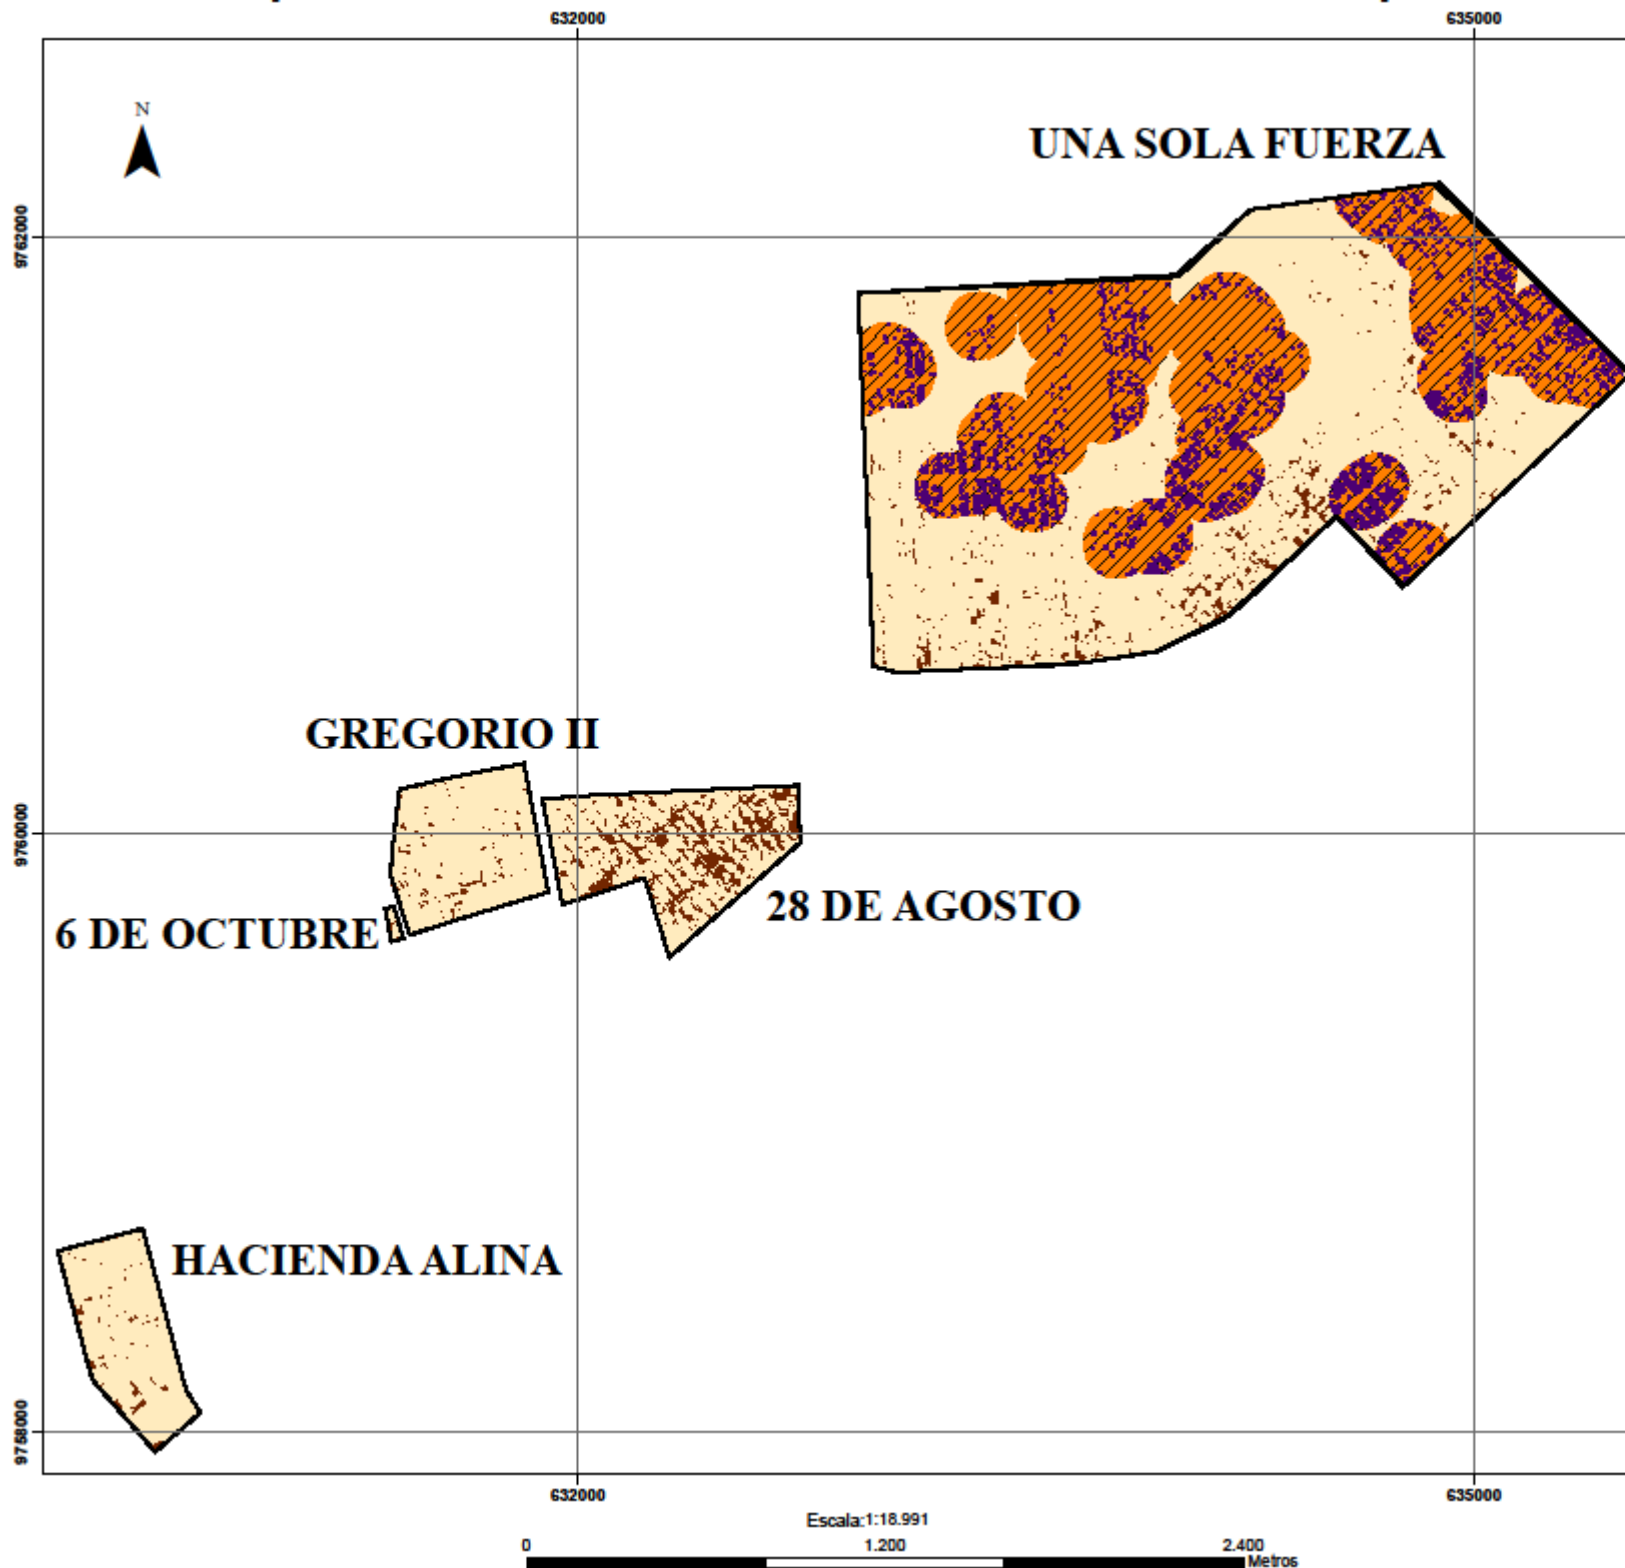 632000
635000
N
UNA SOLA FUERZA
9762000
GREGORIO II
9760000
28 DE AGOSTO
6 DE OCTUBRE
HACIENDA ALINA
9758000
632000
635000
Escala:1:18.991
0
1.200
2.400
Metros